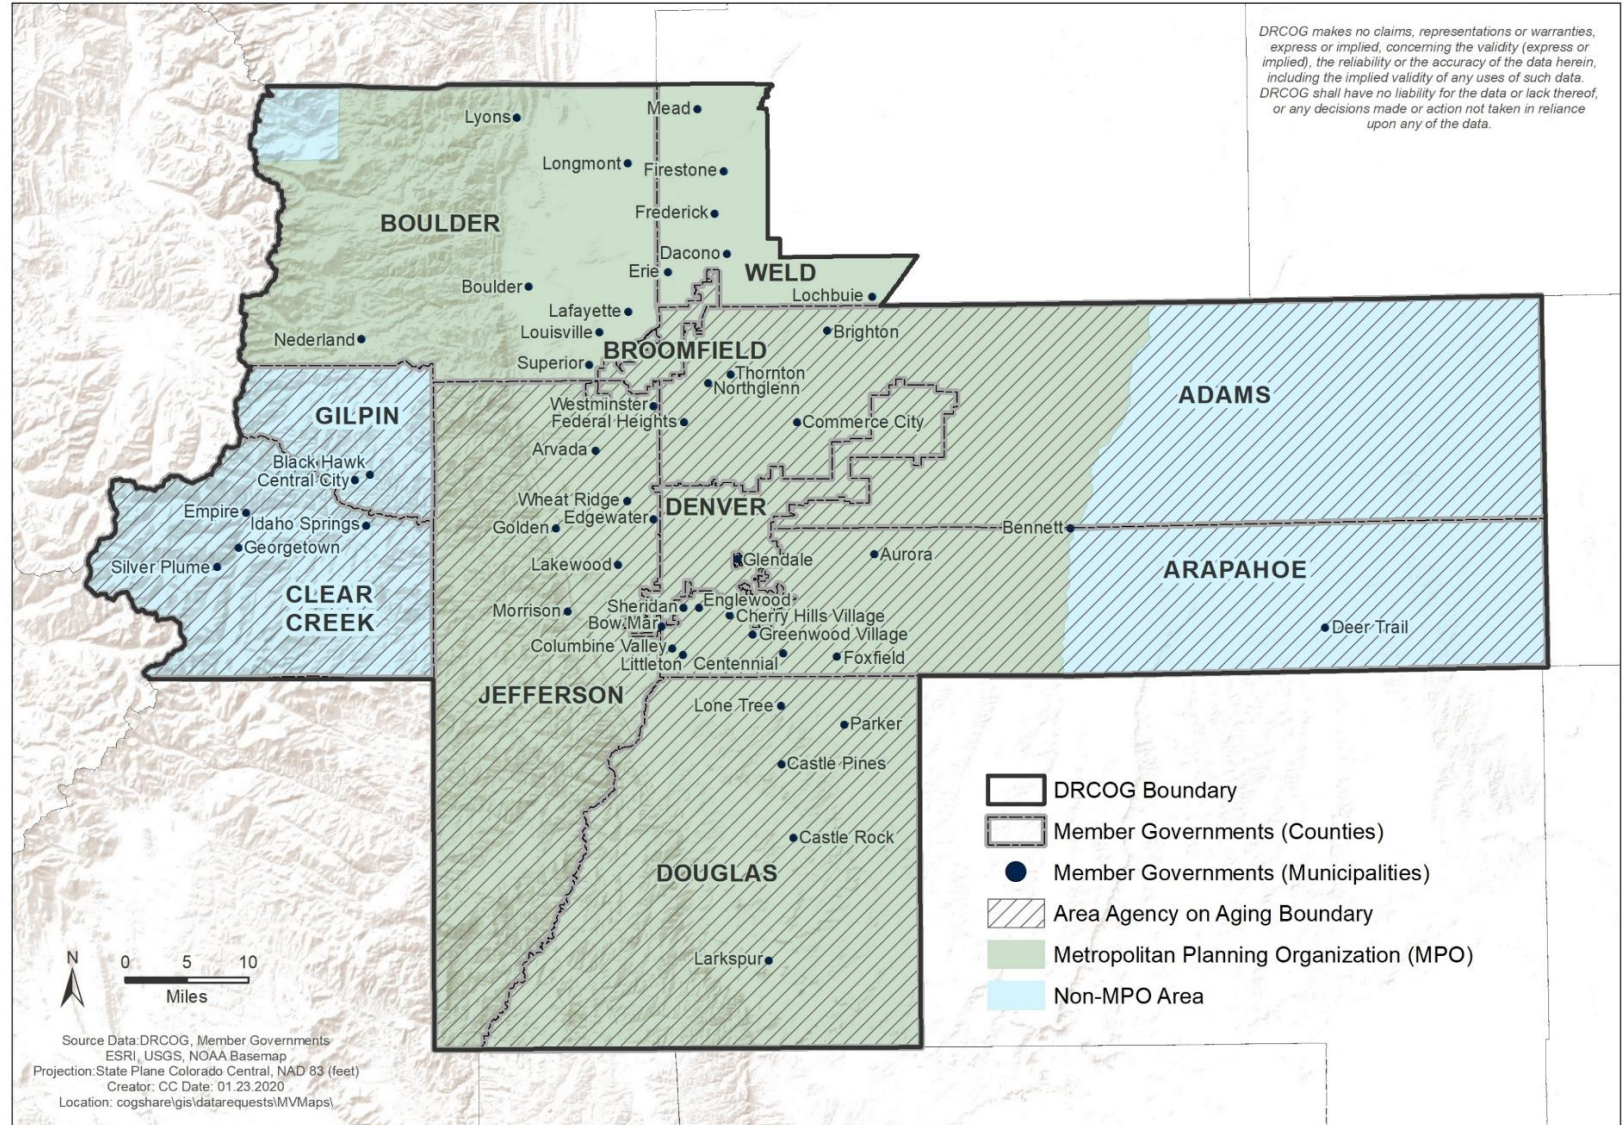 DRCOG makes no claims, representations or warranties,
express or implied, concerning the validity (express or
implied), the reliability or the accuracy of the data herein,
including the implied validity of any uses of such data.
DRCOG shall have no liability for the data or lack thereof,
or any decisions made or action not taken in reliance
upon any of the data.
Mead
Lyons
Longmont
Firestone
Frederick
BOULDER
Dacono
Erie
WELD
Boulder
Lochbuie
Lafayette
Louisville
Brighton
Nederland
BROOMFIELD
Superior
Thornton
Northglenn
ADAMS
Westminster
GILPIN
Federal Heights
Commerce City
Arvada
Black Hawk
Central City
Wheat Ridge
DENVER
Empire
Edgewater
Idaho Springs
Golden
Bennett
Georgetown
Aurora
Glendale
Silver Plume
Lakewood
ARAPAHOE
CLEAR
CREEK
Englewood
Sheridan
Morrison
Cherry Hills Village
Bow Mar
Deer Trail
Greenwood Village
Columbine Valley
Foxfield
Littleton
Centennial
JEFFERSON
Lone Tree
Parker
Castle Pines
Castle Rock
DOUGLAS
Larkspur
DRCOG Boundary
Member Governments (Counties)
Member Governments (Municipalities)
Area Agency on Aging Boundary
Metropolitan Planning Organization (MPO)
Non-MPO Area
N
0 5 10
Miles
Source Data:DRCOG, Member Governments
ESRI, USGS, NOAA Basemap
Projection:State Plane Colorado Central, NAD 83 (feet)
Creator: CC Date: 01.23.2020
Location: cogshare\gis\datarequests\MVMaps\